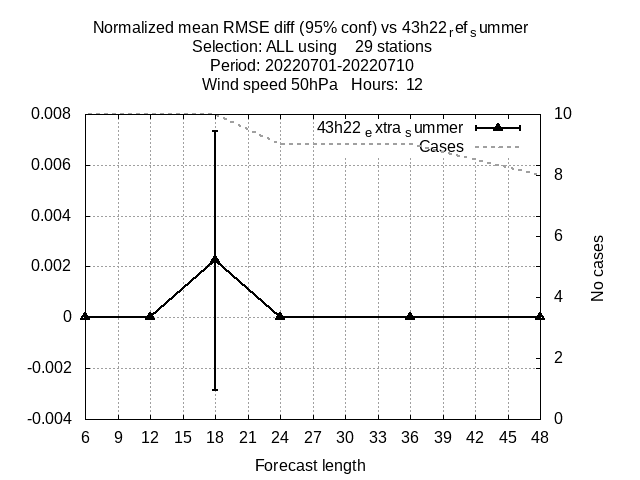 Normalized mean RMSE diff (95% conf) vs 43h22refsummer
Selection: ALL using 29 stations
Period: 20220701-20220710
Wind speed 50hPa Hours: 12
43h22extrasummer
Cases
0.008
0.006
0.004
0.002
0
-0.002
-0.004
10
8
6
4
2
0
No cases
6 9 12 15 18 21 24 27 30 33 36 39 42 45 48
Forecast length